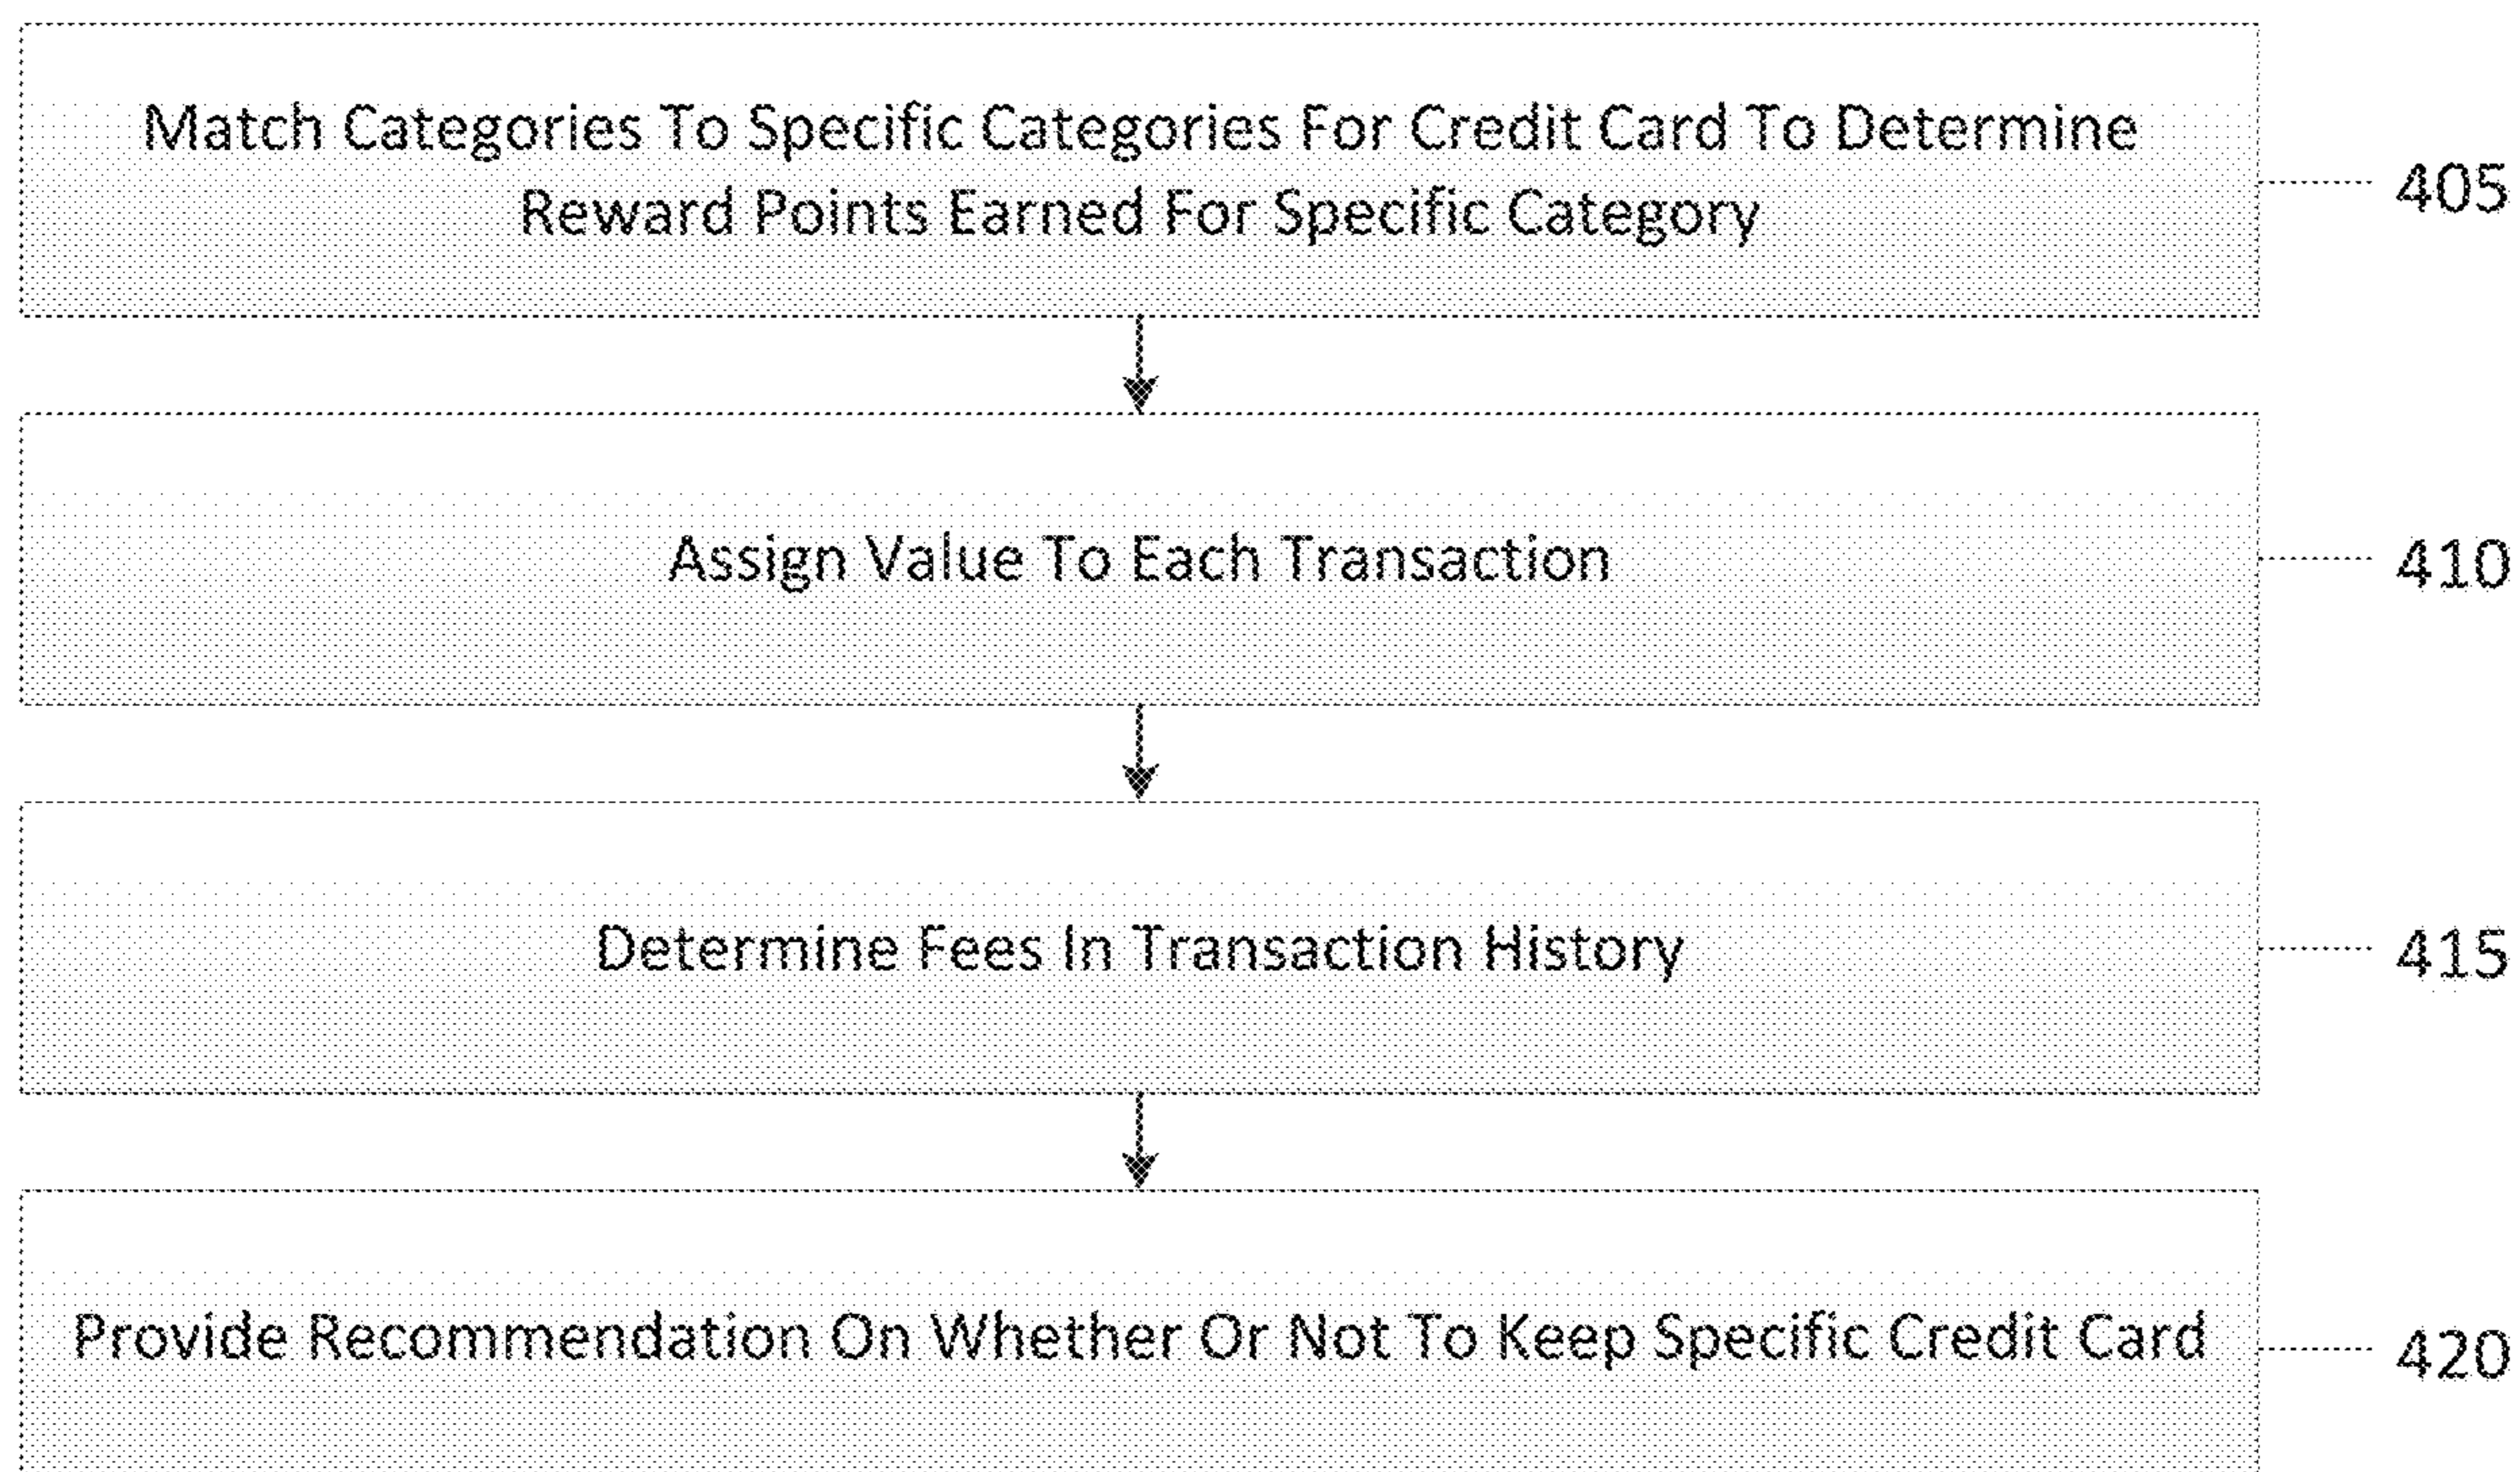 Match Categories To Specific Categories For Credit Card To Determine
Reward Points Earned For Specific Category
405
Assign Value To Each Transaction
410
Determine Fees In Transaction History
415
Provide Recommendation On Whether Or Not To Keep Specific Credit Card
420